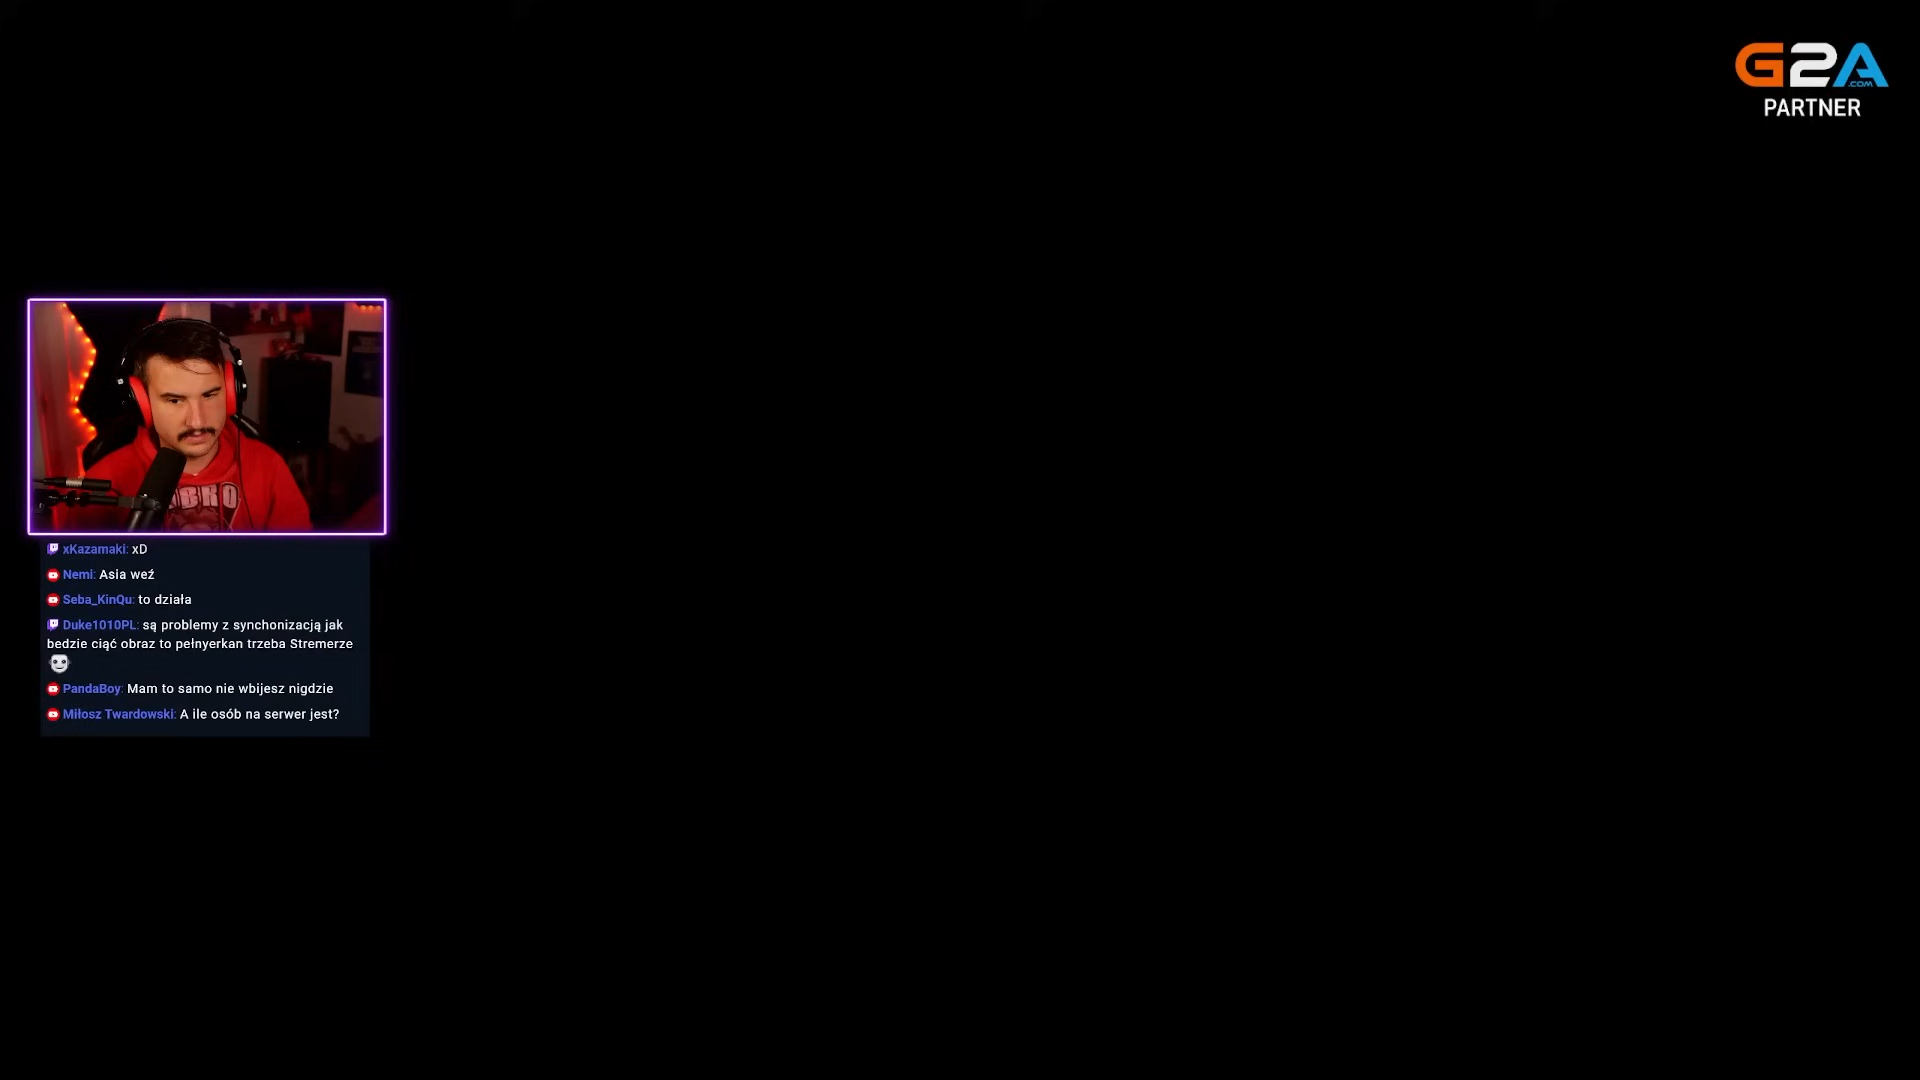 G2A
.COM
PARTNER
xKazamaki: xD
Nemi: Asia weź
Seba_KinQu: to działa
Duke1010PL: są problemy z synchonizacją jak
bedzie ciąć obraz to pełnyerkan trzeba Stremerze
PandaBoy: Mam to samo nie wbijesz nigdzie
Miłosz Twardowski: A ile osób na serwer jest?